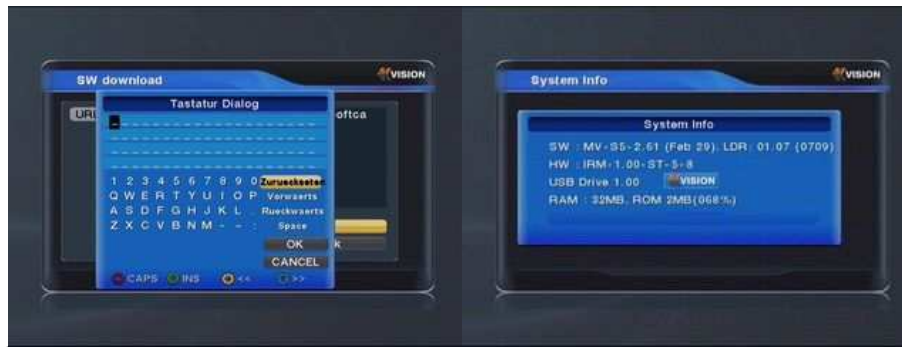 SW download
VISION
URL
oftca
Tastatur Dialog
1 2 3 4 5 6 7 8 9 0 Zuruecksetzen
Q W E R T Y U I O P Vorwaerts
A S D F G H J K L . Rueckwaerts
Z X C V B N M - - : Space
OK
k
CANCEL
CAPS INS << >>
System Info
VISION
System Info
SW : MV-S5-2.61 (Feb 29). LDR: 01.07 (0709)
HW : IRM-1.00-ST-5-8
USB Drive 1.00
VISION
RAM : 32MB. ROM 2MB(068%)